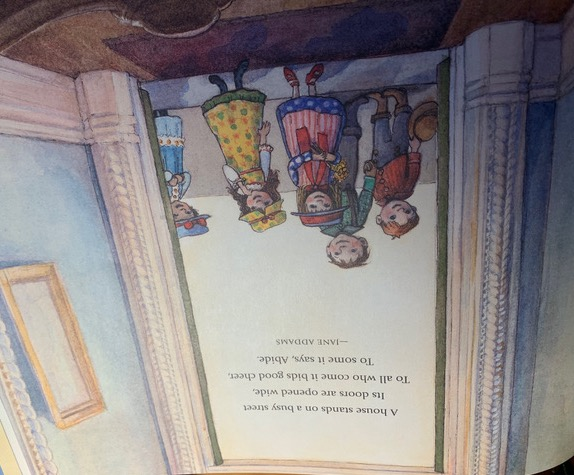 A house stands on a busy street
Its doors are opened wide,
To all who come it bids good cheer,
To some it says, Abide.
—JANE ADDAMS